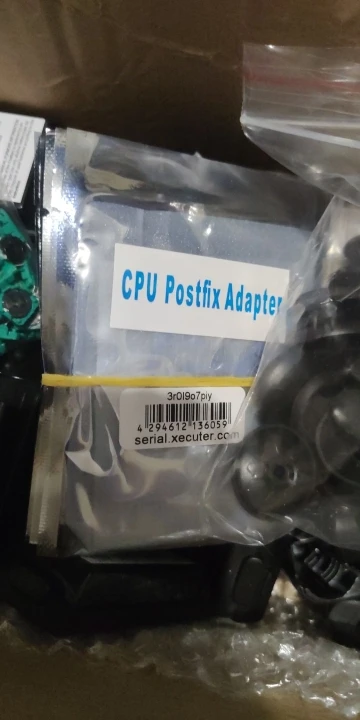 CPU Postfix Adapter
3r0l9o7piy
4 294612 136059
serial.xecuter.com